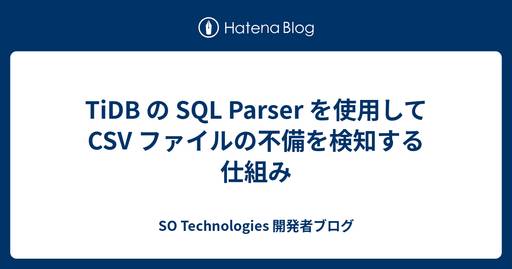 Hatena Blog
TiDB の SQL Parser を使用して
CSV ファイルの不備を検知する
仕組み
SO Technologies 開発者ブログ